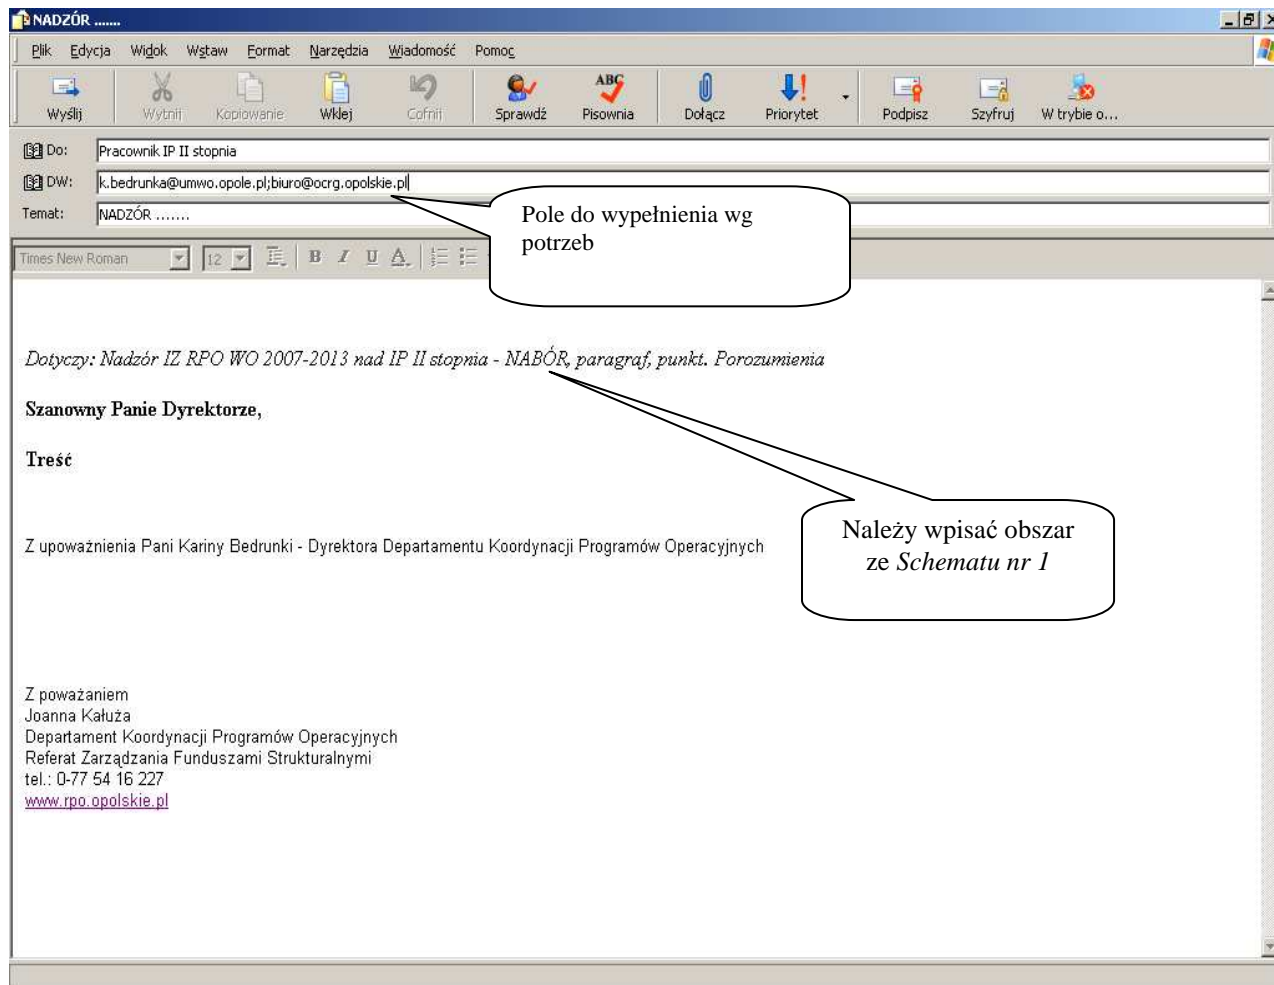 NADZÓR .......
Plik Edycja Widok Wstaw Format Narzędzia Wiadomość Pomoc
Wyślij Wytnij Kopiowanie Wklej Cofnij Sprawdź Pisownia Dołącz Priorytet Podpisz Szyfruj W trybie o...
Do: Pracownik IP II stopnia
DW: k.bedrunka@umwo.opole.pl;biuro@ocrg.opolskie.pl
Temat: NADZÓR .......
Pole do wypełnienia wg
potrzeb
Times New Roman 12 B I U A
Dotyczy: Nadzór IZ RPO WO 2007-2013 nad IP II stopnia - NABÓR, paragraf, punkt. Porozumienia
Szanowny Panie Dyrektorze,
Treść
Należy wpisać obszar
ze Schematu nr 1
Z upoważnienia Pani Kariny Bedrunki - Dyrektora Departamentu Koordynacji Programów Operacyjnych
Z poważaniem
Joanna Kałuża
Departament Koordynacji Programów Operacyjnych
Referat Zarządzania Funduszami Strukturalnymi
tel.: 0-77 54 16 227
www.rpo.opolskie.pl